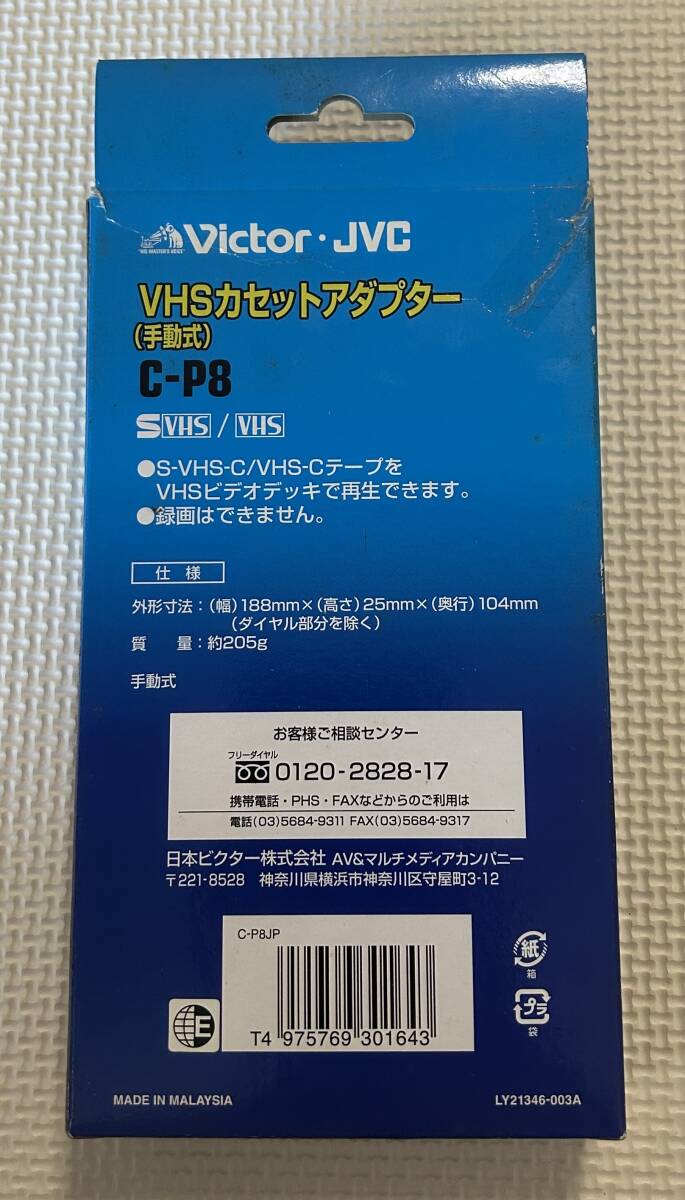 "HIS MASTER'S VOICE"
Victor・JVC
VHSカセットアダプター
(手動式)
C-P8
S VHS / VHS
●S-VHS-C/VHS-Cテープを
VHSビデオデッキで再生できます。
●録画はできません。
仕様
外形寸法：(幅)188mm×(高さ)25mm×(奥行)104mm
(ダイヤル部分を除く)
質 量：約205g
手動式
お客様ご相談センター
フリーダイヤル
0120-2828-17
携帯電話・PHS・FAXなどからのご利用は
電話(03)5684-9311 FAX(03)5684-9317
日本ビクター株式会社 AV&マルチメディアカンパニー
〒221-8528 神奈川県横浜市神奈川区守屋町3-12
C-P8JP
T4 975769 301643
E
紙
箱
プラ
袋
MADE IN MALAYSIA
LY21346-003A